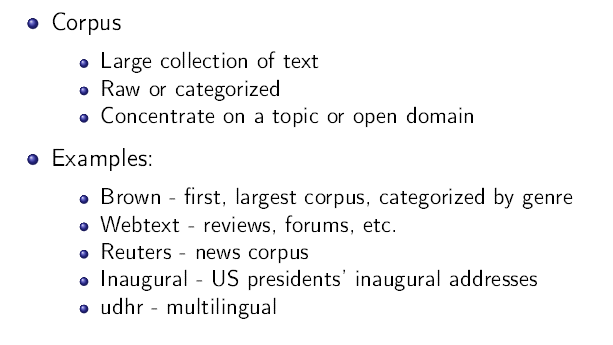 Corpus
Large collection of text
Raw or categorized
Concentrate on a topic or open domain
Examples:
Brown - first, largest corpus, categorized by genre
Webtext - reviews, forums, etc.
Reuters - news corpus
Inaugural - US presidents' inaugural addresses
udhr - multilingual